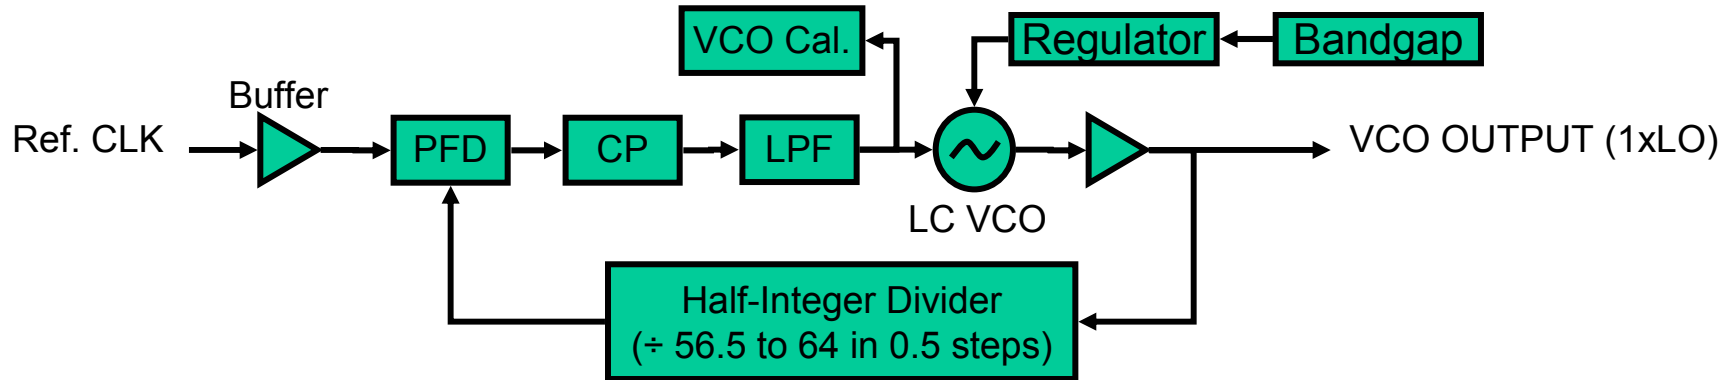 VCO Cal.
Regulator
Bandgap
Buffer
Ref. CLK
PFD
CP
LPF
VCO OUTPUT (1xLO)
LC VCO
Half-Integer Divider
(÷ 56.5 to 64 in 0.5 steps)